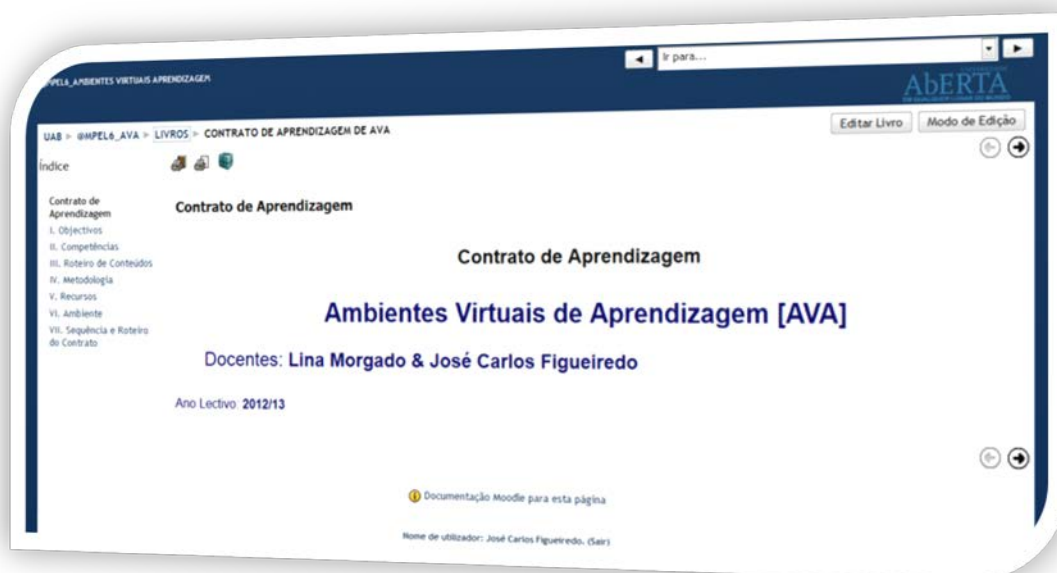 @MPEL6_AMBIENTES VIRTUAIS APRENDIZAGEM
Ir para...
AbERTA
UAB ► @MPEL6_AVA ► LIVROS ► CONTRATO DE APRENDIZAGEM DE AVA
Editar Livro
Modo de Edição
Índice
Contrato de
Aprendizagem
I. Objectivos
II. Competências
III. Roteiro de Conteúdos
IV. Metodologia
V. Recursos
VI. Ambiente
VII. Sequência e Roteiro
do Contrato
Contrato de Aprendizagem
Contrato de Aprendizagem
Ambientes Virtuais de Aprendizagem [AVA]
Docentes: Lina Morgado & José Carlos Figueiredo
Ano Lectivo: 2012/13
Documentação Moodle para esta página
Nome de utilizador: José Carlos Figueiredo. (Sair)